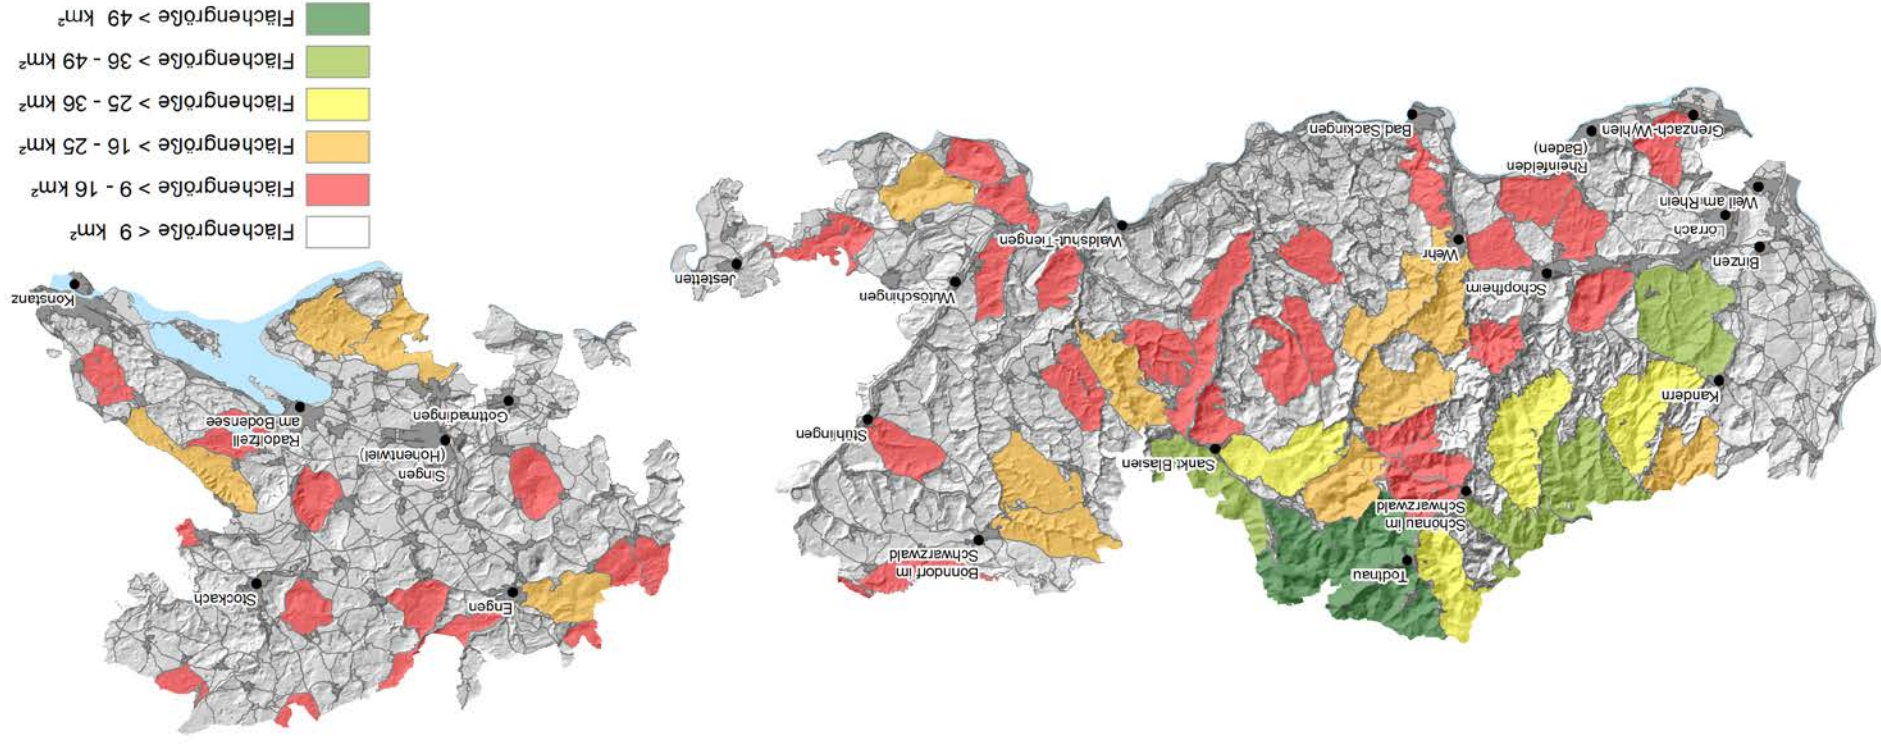 Engen
Stockach
Todtnau
Bonndorf im
Schwarzwald
Schönau im
Schwarzwald
Singen
(Hohentwiel)
Sankt Blasien
Radolfzell
am Bodensee
Stühlingen
Gottmadingen
Kandern
Konstanz
Wutöschingen
Schopfheim
Jestetten
Binzen
Wehr
Waldshut-Tiengen
Lörrach
Weil am Rhein
Rheinfelden
(Baden)
Grenzach-Wyhlen
Bad Säckingen
Flächengröße < 9 km²
Flächengröße > 9 - 16 km²
Flächengröße > 16 - 25 km²
Flächengröße > 25 - 36 km²
Flächengröße > 36 - 49 km²
Flächengröße > 49 km²